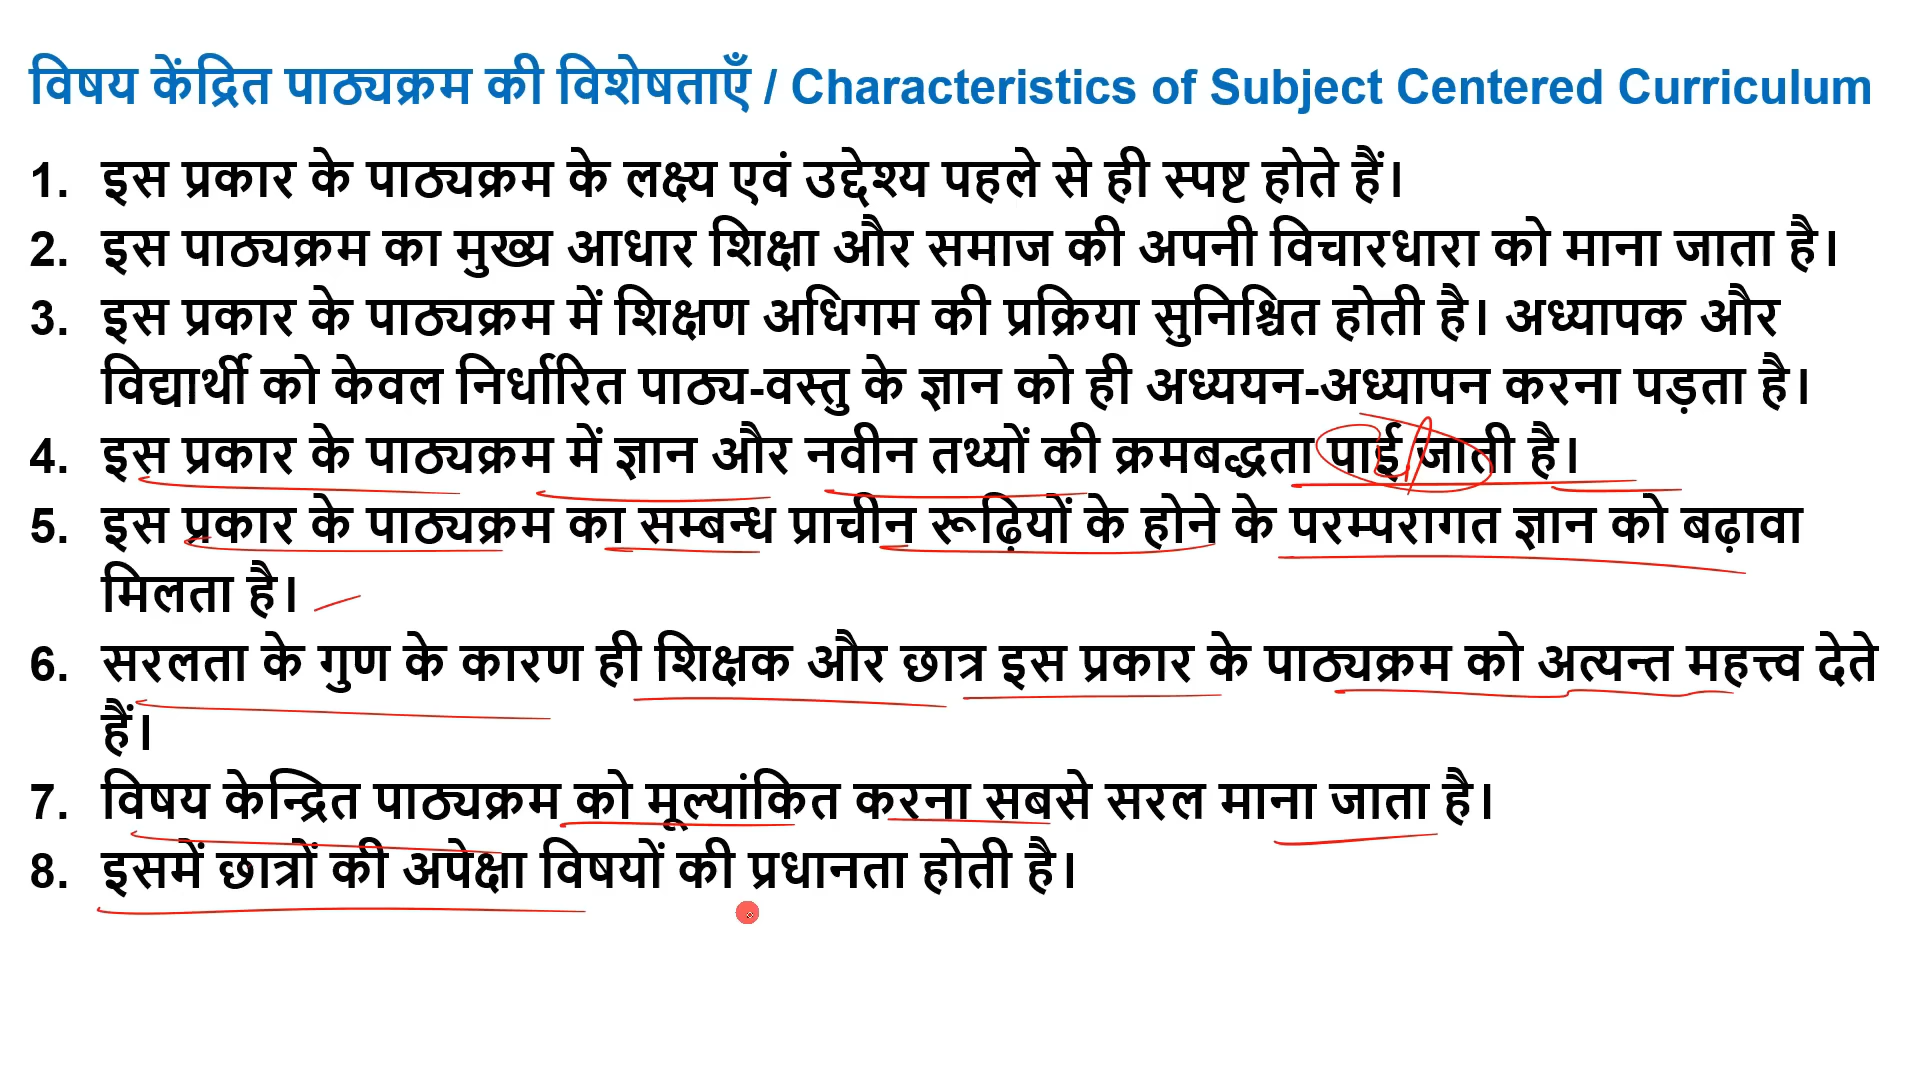 विषय केंद्रित पाठ्यक्रम की विशेषताएँ / Characteristics of Subject Centered Curriculum
1. इस प्रकार के पाठ्यक्रम के लक्ष्य एवं उद्देश्य पहले से ही स्पष्ट होते हैं।
2. इस पाठ्यक्रम का मुख्य आधार शिक्षा और समाज की अपनी विचारधारा को माना जाता है।
3. इस प्रकार के पाठ्यक्रम में शिक्षण अधिगम की प्रक्रिया सुनिश्चित होती है। अध्यापक और
विद्यार्थी को केवल निर्धारित पाठ्य-वस्तु के ज्ञान को ही अध्ययन-अध्यापन करना पड़ता है।
4. इस प्रकार के पाठ्यक्रम में ज्ञान और नवीन तथ्यों की क्रमबद्धता पाई जाती है।
5. इस प्रकार के पाठ्यक्रम का सम्बन्ध प्राचीन रूढ़ियों के होने के परम्परागत ज्ञान को बढ़ावा
मिलता है।
6. सरलता के गुण के कारण ही शिक्षक और छात्र इस प्रकार के पाठ्यक्रम को अत्यन्त महत्त्व देते
हैं।
7. विषय केन्द्रित पाठ्यक्रम को मूल्यांकित करना सबसे सरल माना जाता है।
8. इसमें छात्रों की अपेक्षा विषयों की प्रधानता होती है।